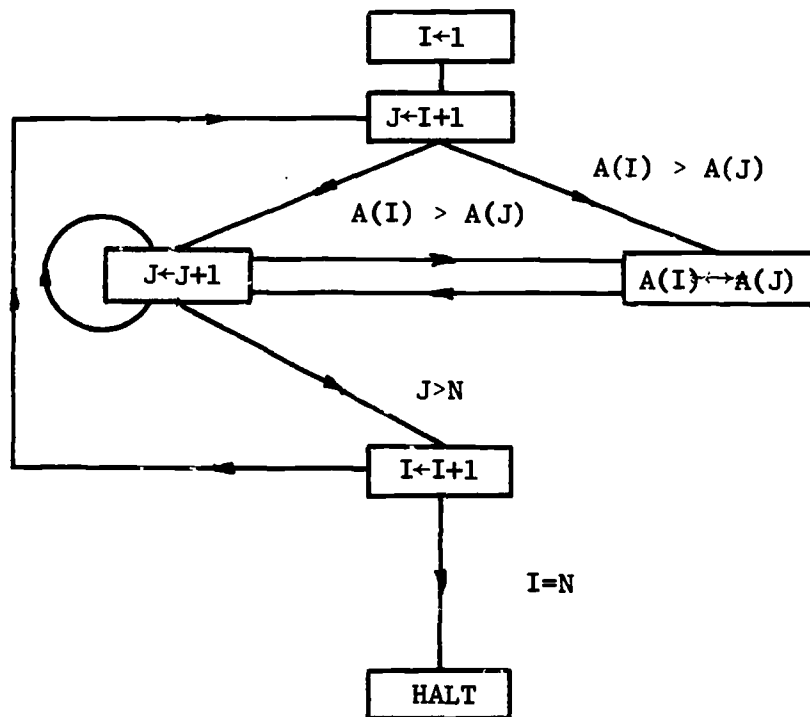 I←1
J←I+1
A(I) > A(J)
A(I) > A(J)
J←J+1
A(I)↔A(J)
J>N
I←I+1
I=N
HALT